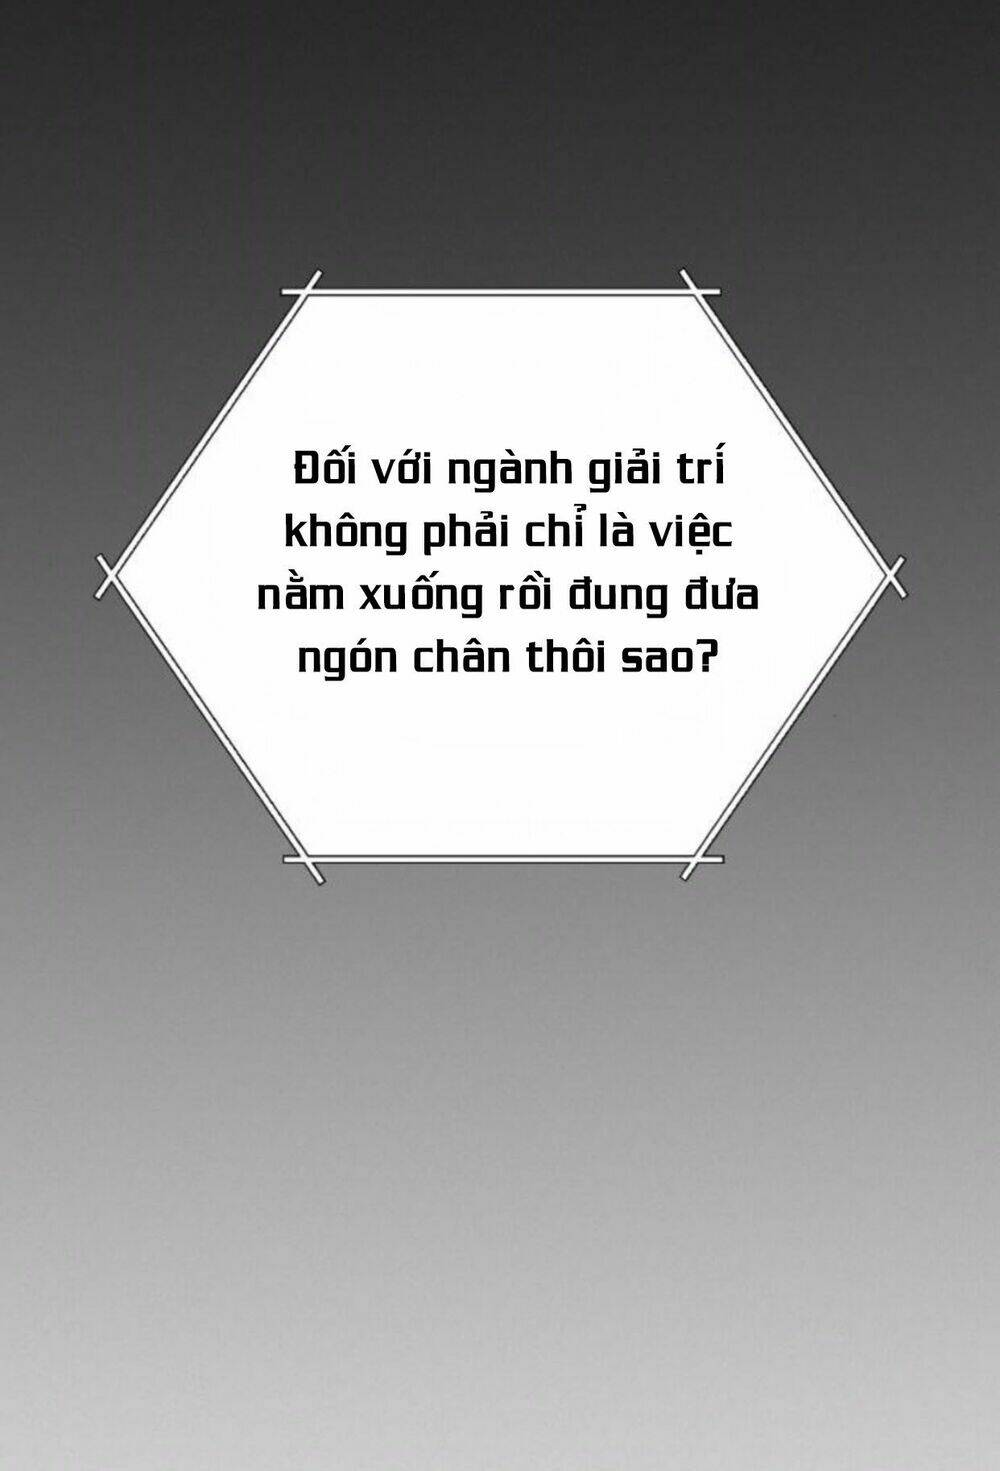 Đối với ngành giải trí
không phải chỉ là việc
nằm xuống rồi đung đưa
ngón chân thôi sao?